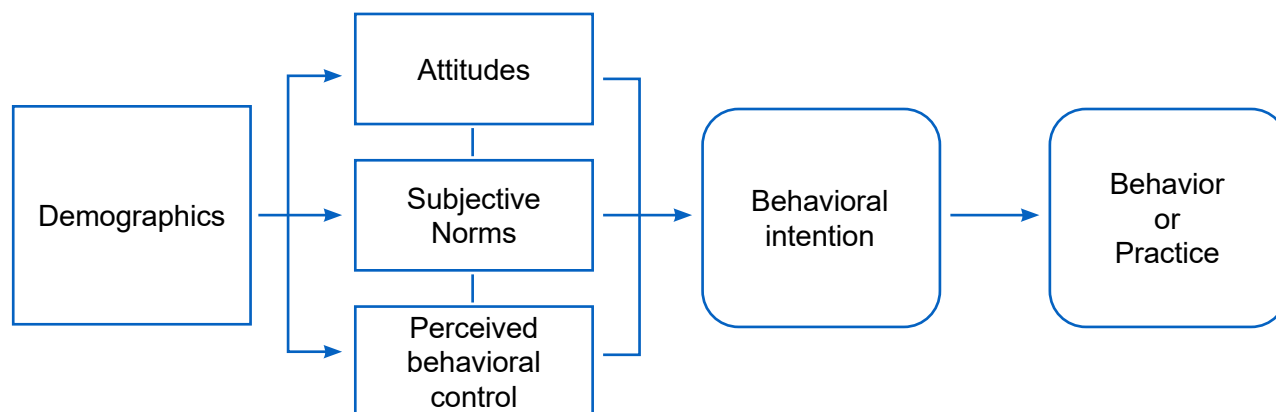 Demographics
Attitudes
Subjective
Norms
Perceived
behavioral
control
Behavioral
intention
Behavior
or
Practice